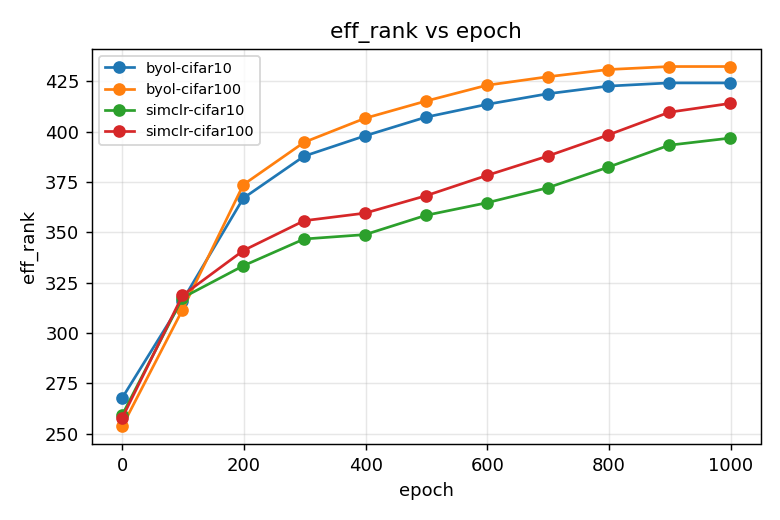 eff_rank vs epoch
byol-cifar10
byol-cifar100
simclr-cifar10
simclr-cifar100
eff_rank
425
400
375
350
325
300
275
250
0 200 400 600 800 1000
epoch